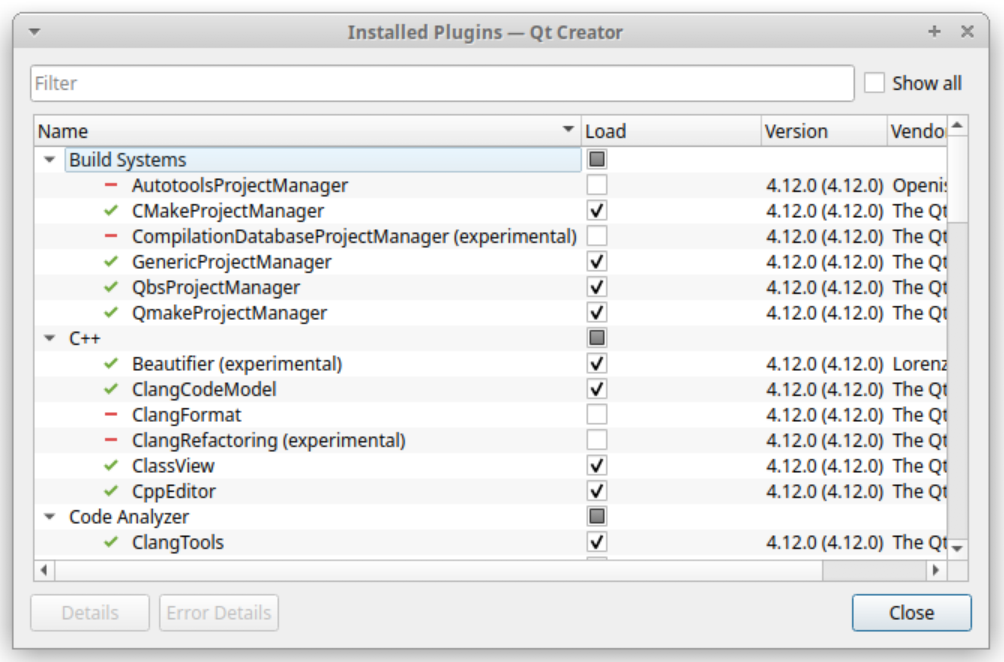 Installed Plugins — Qt Creator
Filter Show all
Name Load Version Vendo
Build Systems
AutotoolsProjectManager 4.12.0 (4.12.0) Openis
CMakeProjectManager 4.12.0 (4.12.0) The Qt
CompilationDatabaseProjectManager (experimental) 4.12.0 (4.12.0) The Qt
GenericProjectManager 4.12.0 (4.12.0) The Qt
QbsProjectManager 4.12.0 (4.12.0) The Qt
QmakeProjectManager 4.12.0 (4.12.0) The Qt
C++
Beautifier (experimental) 4.12.0 (4.12.0) Lorenz
ClangCodeModel 4.12.0 (4.12.0) The Qt
ClangFormat 4.12.0 (4.12.0) The Qt
ClangRefactoring (experimental) 4.12.0 (4.12.0) The Qt
ClassView 4.12.0 (4.12.0) The Qt
CppEditor 4.12.0 (4.12.0) The Qt
Code Analyzer
ClangTools 4.12.0 (4.12.0) The Qt
Details Error Details Close